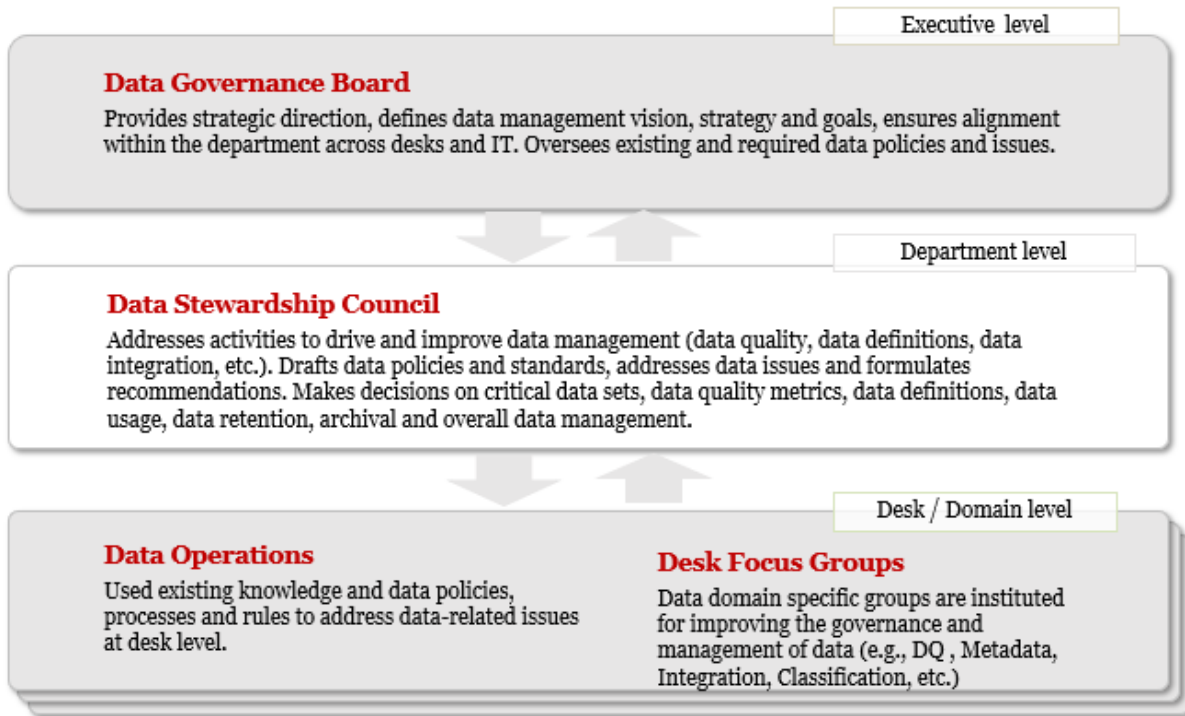 Executive level
Data Governance Board
Provides strategic direction, defines data management vision, strategy and goals, ensures alignment
within the department across desks and IT. Oversees existing and required data policies and issues.
Department level
Data Stewardship Council
Addresses activities to drive and improve data management (data quality, data definitions, data
integration, etc.). Drafts data policies and standards, addresses data issues and formulates
recommendations. Makes decisions on critical data sets, data quality metrics, data definitions, data
usage, data retention, archival and overall data management.
Desk / Domain level
Data Operations
Used existing knowledge and data policies,
processes and rules to address data-related issues
at desk level.
Desk Focus Groups
Data domain specific groups are instituted
for improving the governance and
management of data (e.g., DQ , Metadata,
Integration, Classification, etc.)